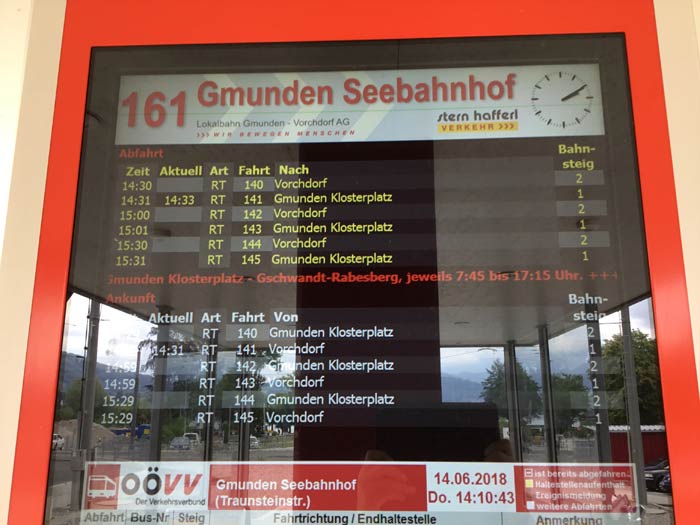 161 Gmunden Seebahnhof
Lokalbahn Gmunden - Vorchdorf AG
>>> WIR BEWEGEN MENSCHEN
stern hafferl
VERKEHR >>>
Abfahrt
Zeit Aktuell Art Fahrt Nach Bahn-steig
14:30 RT 140 Vorchdorf 2
14:31 14:33 RT 141 Gmunden Klosterplatz 1
15:00 RT 142 Vorchdorf 2
15:01 RT 143 Gmunden Klosterplatz 1
15:30 RT 144 Vorchdorf 2
15:31 RT 145 Gmunden Klosterplatz 1
Gmunden Klosterplatz - Gschwandt-Rabesberg, jeweils 7:45 bis 17:15 Uhr. +++
Ankunft
Aktuell Art Fahrt Von Bahn-steig
RT 140 Gmunden Klosterplatz 2
14:31 RT 141 Vorchdorf 1
14:59 RT 142 Gmunden Klosterplatz 2
14:59 RT 143 Vorchdorf 1
15:29 RT 144 Gmunden Klosterplatz 2
15:29 RT 145 Vorchdorf 1
OÖVV
Der Verkehrsverbund
Gmunden Seebahnhof
(Traunsteinstr.)
14.06.2018
Do. 14:10:43
ist bereits abgefahren
Haltestellenaufenthalt
Ereignismeldung
weitere Abfahrten
Abfahrt Bus-Nr Steig Fahrtrichtung / Endhaltestelle Anmerkung